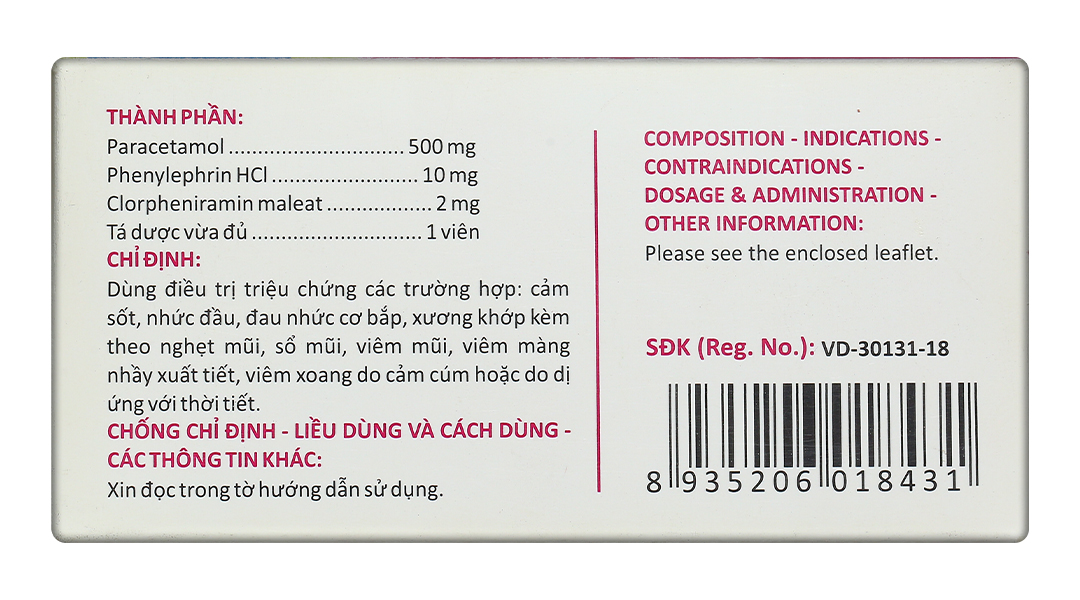 THÀNH PHẦN:
Paracetamol .............................. 500 mg
Phenylephrin HCl ......................... 10 mg
Clorpheniramin maleat .................. 2 mg
Tá dược vừa đủ ............................. 1 viên
CHỈ ĐỊNH:
Dùng điều trị triệu chứng các trường hợp: cảm
sốt, nhức đầu, đau nhức cơ bắp, xương khớp kèm
theo nghẹt mũi, sổ mũi, viêm mũi, viêm màng
nhầy xuất tiết, viêm xoang do cảm cúm hoặc do dị
ứng với thời tiết.
CHỐNG CHỈ ĐỊNH - LIỀU DÙNG VÀ CÁCH DÙNG -
CÁC THÔNG TIN KHÁC:
Xin đọc trong tờ hướng dẫn sử dụng.
COMPOSITION - INDICATIONS -
CONTRAINDICATIONS -
DOSAGE & ADMINISTRATION -
OTHER INFORMATION:
Please see the enclosed leaflet.
SĐK (Reg. No.): VD-30131-18
8 935206 018431